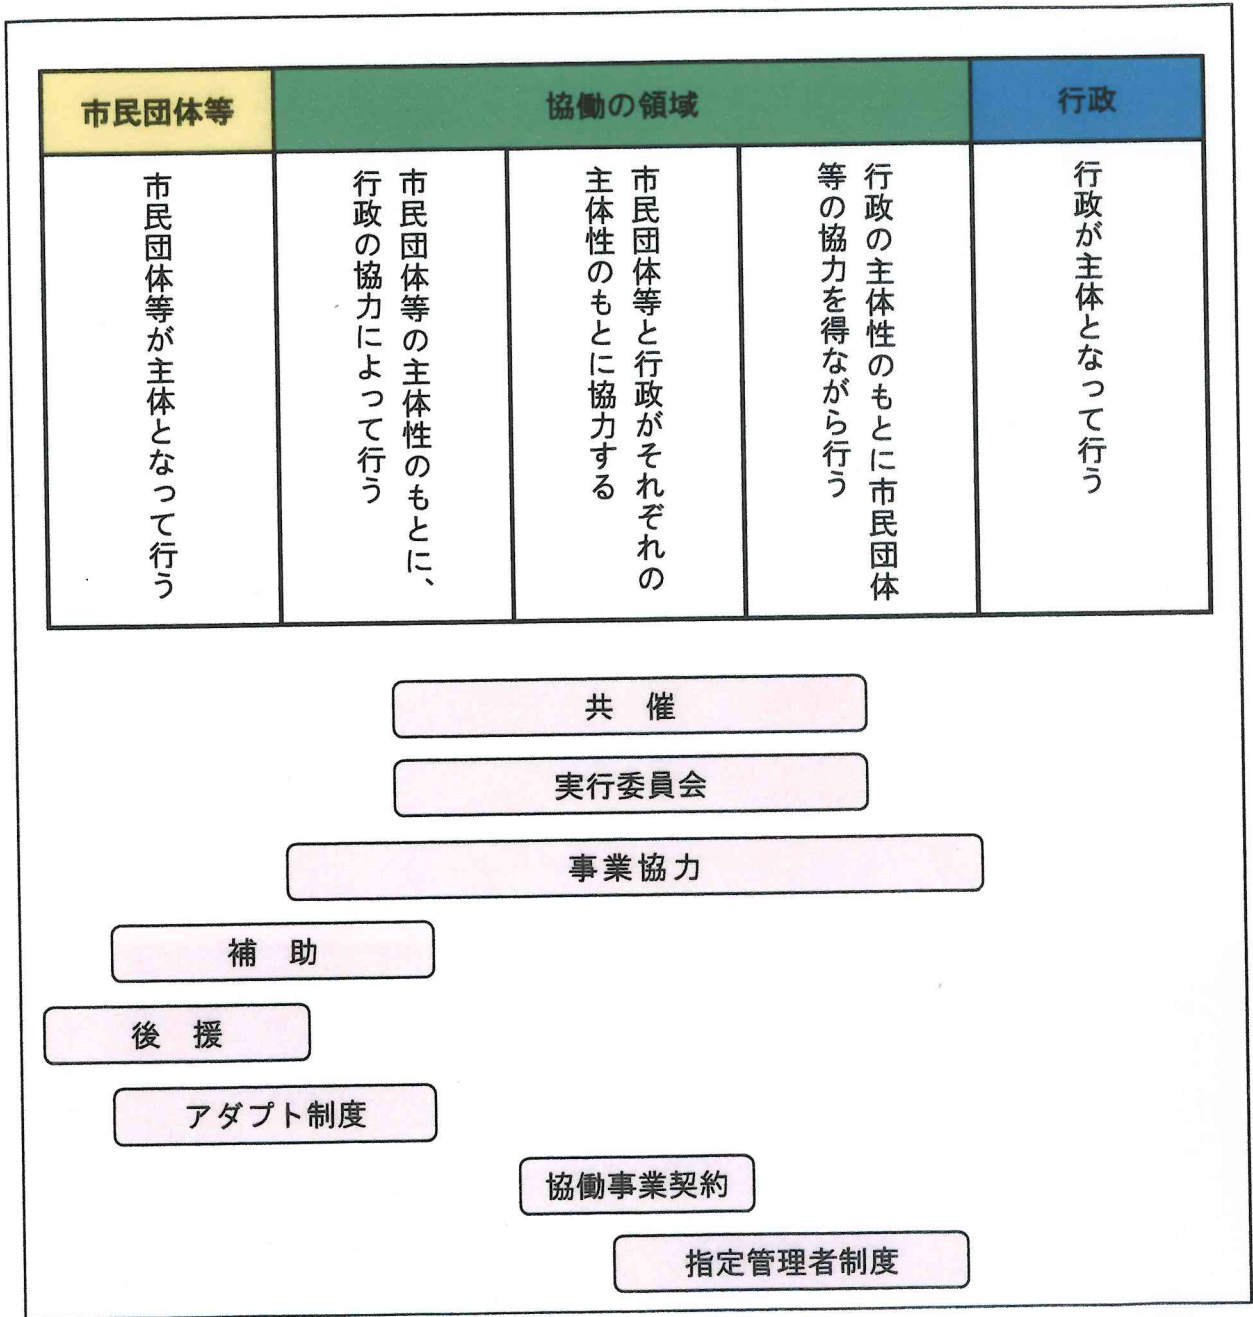 市民団体等
協働の領域
行政
市民団体等が主体となって行う
市民団体等の主体性のもとに、
行政の協力によって行う
市民団体等と行政がそれぞれの
主体性のもとに協力する
行政の主体性のもとに市民団体
等の協力を得ながら行う
行政が主体となって行う
共 催
実行委員会
事業協力
補 助
後 援
アダプト制度
協働事業契約
指定管理者制度